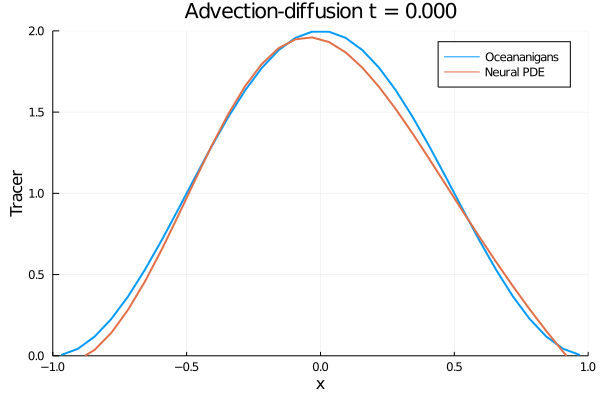 Advection-diffusion t = 0.000
Oceananigans
Neural PDE
Tracer
2.0
1.5
1.0
0.5
0.0
−1.0 −0.5 0.0 0.5 1.0
x